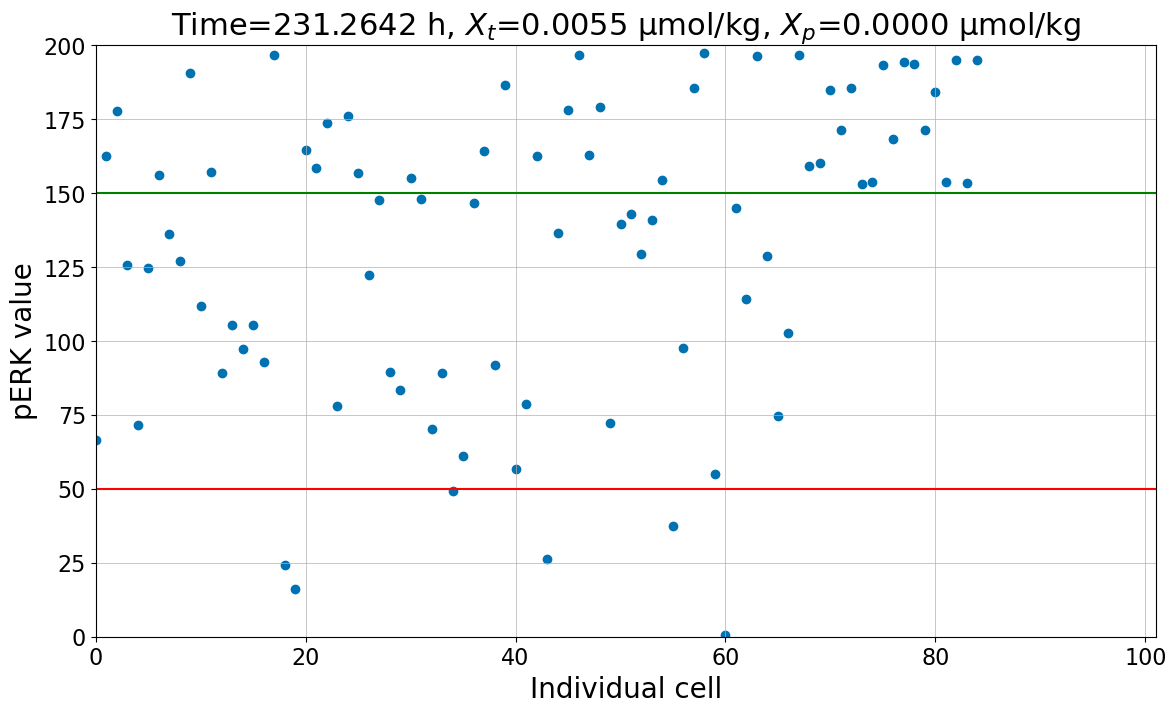 Time=231.2642 h, Xₜ=0.0055 μmol/kg, Xₚ=0.0000 μmol/kg
200
175
150
125
100
75
50
25
0
pERK value
0 20 40 60 80 100
Individual cell